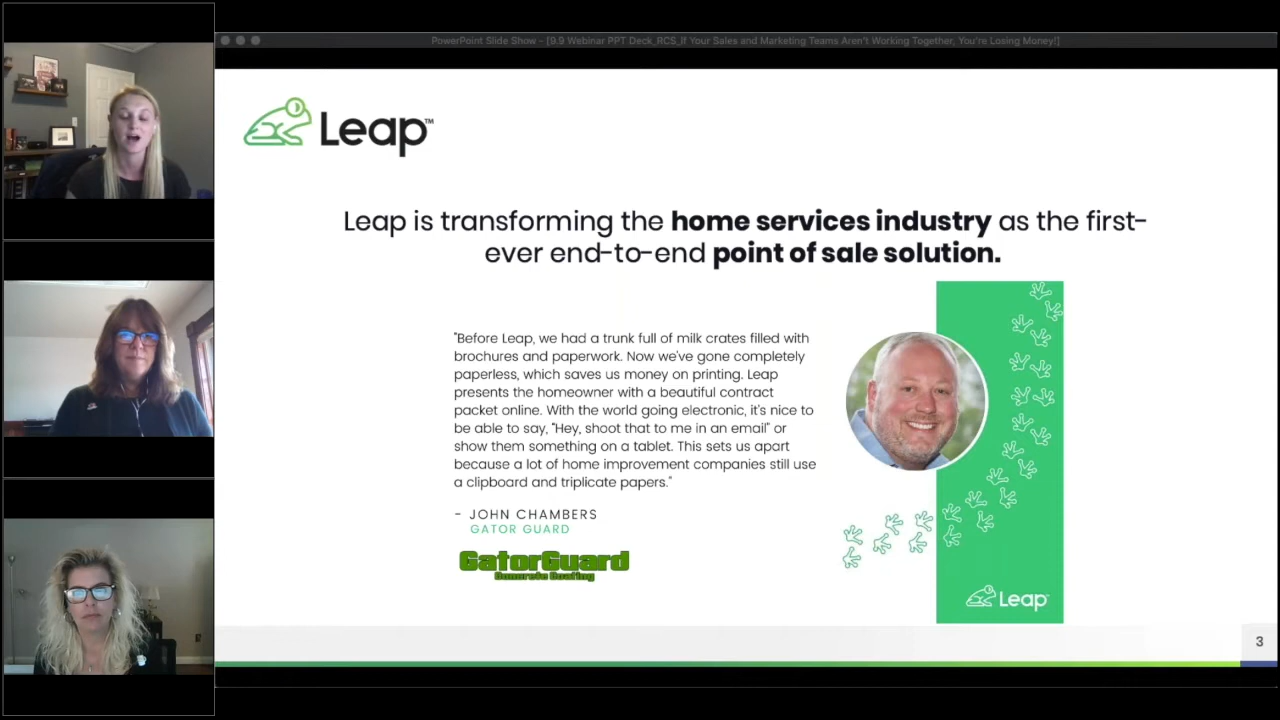 PowerPoint Slide Show - [9.9 Webinar PPT Deck_RCS_If Your Sales and Marketing Teams Aren't Working Together, You're Losing Money!]
Leap™
Leap is transforming the home services industry as the first-
ever end-to-end point of sale solution.
"Before Leap, we had a trunk full of milk crates filled with
brochures and paperwork. Now we've gone completely
paperless, which saves us money on printing. Leap
presents the homeowner with a beautiful contract
packet online. With the world going electronic, it's nice to
be able to say, "Hey, shoot that to me in an email" or
show them something on a tablet. This sets us apart
because a lot of home improvement companies still use
a clipboard and triplicate papers."
- JOHN CHAMBERS
GATOR GUARD
GatorGuard
Concrete Coating
Leap™
3